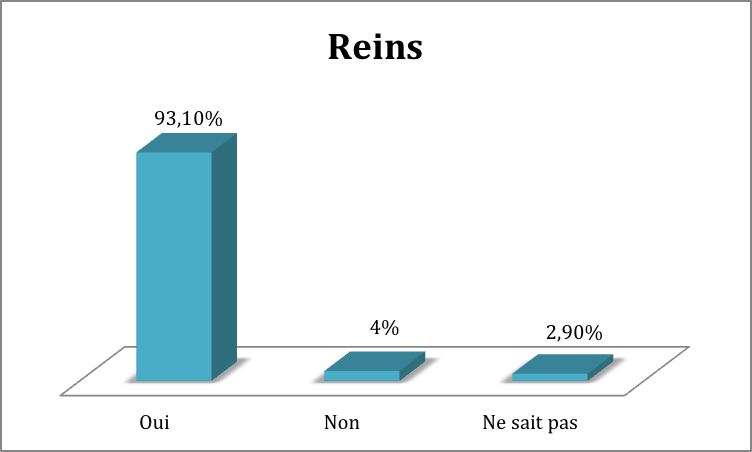 Reins
93,10%
4%
2,90%
Oui
Non
Ne sait pas